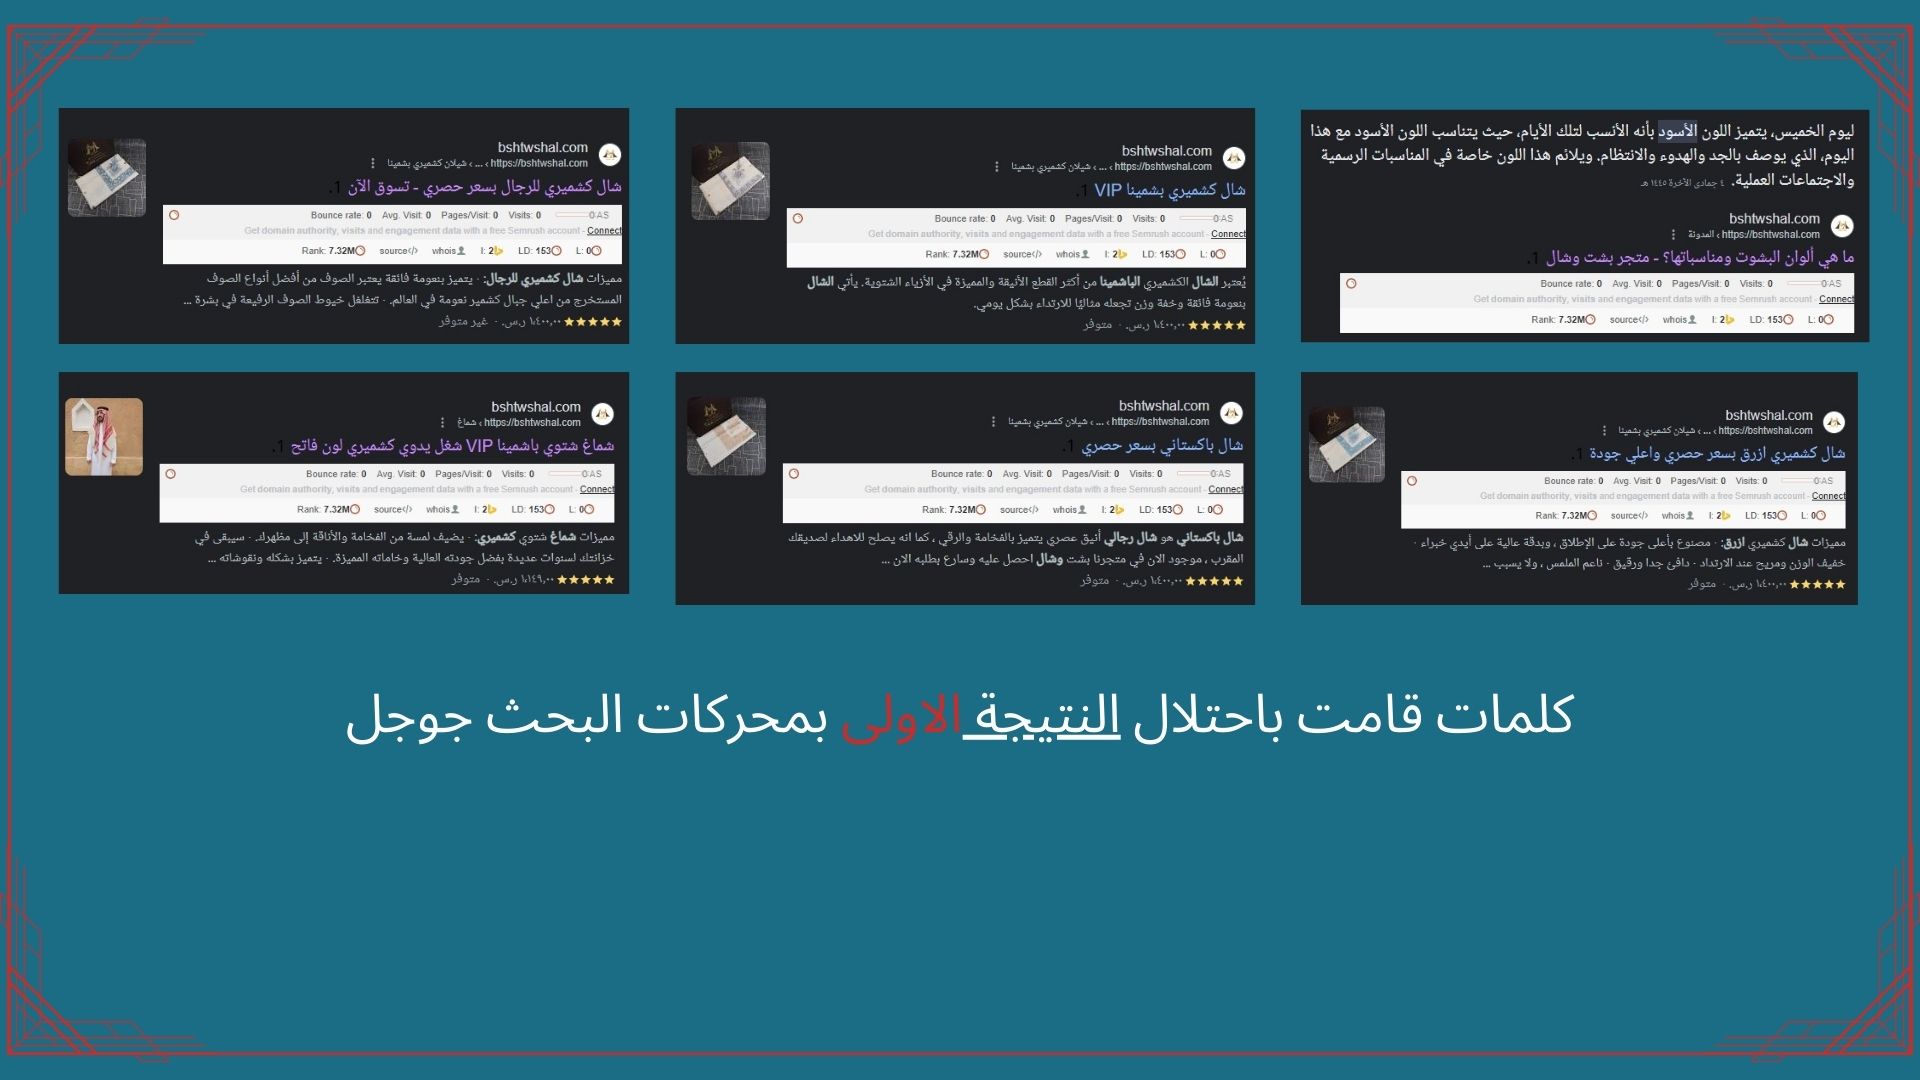 ليوم الخميس، يتميز اللون الأسود بأنه الأنسب لتلك الأيام، حيث يتناسب اللون الأسود مع هذا
اليوم، الذي يوصف بالجد والهدوء والانتظام. ويلائم هذا اللون خاصة في المناسبات الرسمية
والاجتماعات العملية. ٤ جمادى الآخرة ١٤٤٥ هـ
bshtwshal.com
https://bshtwshal.com › المدونة
ما هي ألوان البشوت ومناسباتها؟ - متجر بشت وشال 1.
Bounce rate: 0 Avg. Visit: 0 Pages/Visit: 0 Visits: 0 0 AS
Get domain authority, visits and engagement data with a free Semrush account - Connect
Rank: 7.32M source whois I: 2 LD: 153 L: 0
bshtwshal.com
https://bshtwshal.com › ... › شيلان كشميري بشمينا
شال كشميري بشمينا VIP 1.
Bounce rate: 0 Avg. Visit: 0 Pages/Visit: 0 Visits: 0 0 AS
Get domain authority, visits and engagement data with a free Semrush account - Connect
Rank: 7.32M source whois I: 2 LD: 153 L: 0
يُعتبر الشال الكشميري الباشمينا من أكثر القطع الأنيقة والمميزة في الأزياء الشتوية. يأتي الشال
بنعومة فائقة وخفة وزن تجعله مثاليًا للارتداء بشكل يومي.
١٬٤٠٠٫٠٠ ر.س. · متوفر
bshtwshal.com
https://bshtwshal.com › ... › شيلان كشميري بشمينا
شال كشميري للرجال بسعر حصري - تسوق الآن 1.
Bounce rate: 0 Avg. Visit: 0 Pages/Visit: 0 Visits: 0 0 AS
Get domain authority, visits and engagement data with a free Semrush account - Connect
Rank: 7.32M source whois I: 2 LD: 153 L: 0
مميزات شال كشميري للرجال: · يتميز بنعومة فائقة يعتبر الصوف من أفضل أنواع الصوف
المستخرج من اعلي جبال كشمير نعومة في العالم. · تتغلغل خيوط الصوف الرفيعة في بشرة ...
١٬٤٠٠٫٠٠ ر.س. · غير متوفر
bshtwshal.com
https://bshtwshal.com › ... › شيلان كشميري بشمينا
شال كشميري ازرق بسعر حصري واعلي جودة 1.
Bounce rate: 0 Avg. Visit: 0 Pages/Visit: 0 Visits: 0 0 AS
Get domain authority, visits and engagement data with a free Semrush account - Connect
Rank: 7.32M source whois I: 2 LD: 153 L: 0
مميزات شال كشميري ازرق: · مصنوع بأعلى جودة على الإطلاق ، وبدقة عالية على أيدي خبراء ·
خفيف الوزن ومريح عند الارتداد · دافئ جدا ورقيق · ناعم الملمس ، ولا يسبب ...
١٬٤٠٠٫٠٠ ر.س. · متوفر
bshtwshal.com
https://bshtwshal.com › ... › شيلان كشميري بشمينا
شال باكستاني بسعر حصري 1.
Bounce rate: 0 Avg. Visit: 0 Pages/Visit: 0 Visits: 0 0 AS
Get domain authority, visits and engagement data with a free Semrush account - Connect
Rank: 7.32M source whois I: 2 LD: 153 L: 0
شال باكستاني هو شال رجالي أنيق عصري يتميز بالفخامة والرقي ، كما انه يصلح للاهداء لصديقك
المقرب ، موجود الان في متجرنا بشت وشال احصل عليه وسارع بطلبه الان ...
١٬٤٠٠٫٠٠ ر.س. · متوفر
bshtwshal.com
https://bshtwshal.com › شماغ
شماغ شتوي باشمينا VIP شغل يدوي كشميري لون فاتح 1.
Bounce rate: 0 Avg. Visit: 0 Pages/Visit: 0 Visits: 0 0 AS
Get domain authority, visits and engagement data with a free Semrush account - Connect
Rank: 7.32M source whois I: 2 LD: 153 L: 0
مميزات شماغ شتوي كشميري: · يضيف لمسة من الفخامة والأناقة إلى مظهرك. · سيبقى في
خزانتك لسنوات عديدة بفضل جودته العالية وخاماته المميزة. · يتميز بشكله ونقوشاته ...
١٬١٤٩٫٠٠ ر.س. · متوفر
كلمات قامت باحتلال النتيجة الاولى بمحركات البحث جوجل